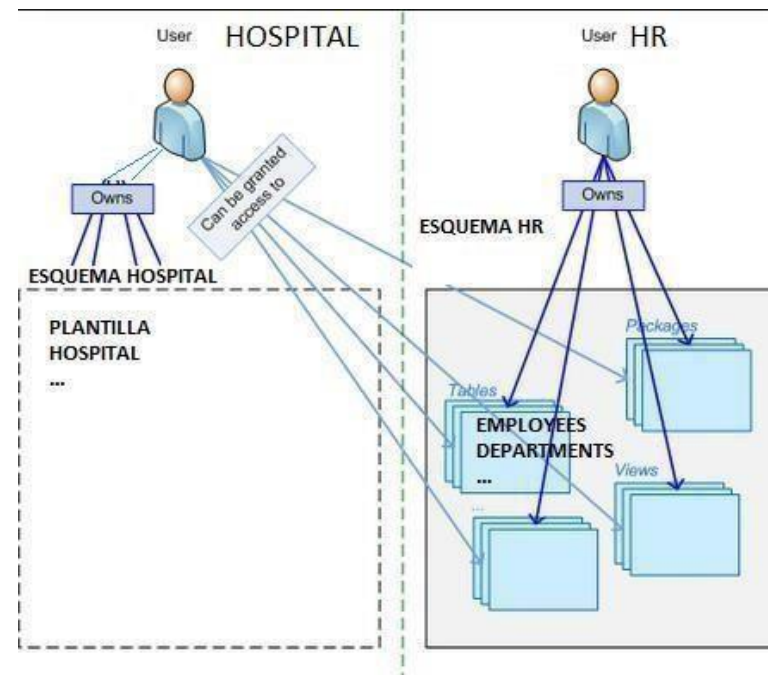 User HOSPITAL
User HR
Can be granted
access to
Owns
Owns
ESQUEMA HR
ESQUEMA HOSPITAL
PLANTILLA
HOSPITAL
...
Packages
Tables
EMPLOYEES
DEPARTMENTS
...
Views
...